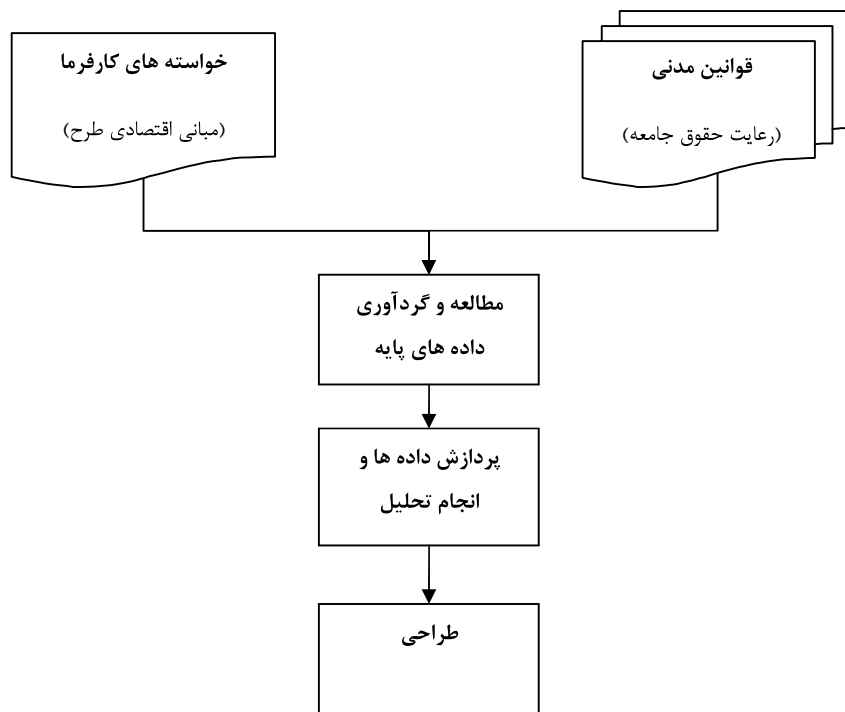 قوانین مدنی
(رعایت حقوق جامعه)
خواسته های کارفرما
(مبانی اقتصادی طرح)
مطالعه و گردآوری
داده های پایه
پردازش داده ها و
انجام تحلیل
طراحی